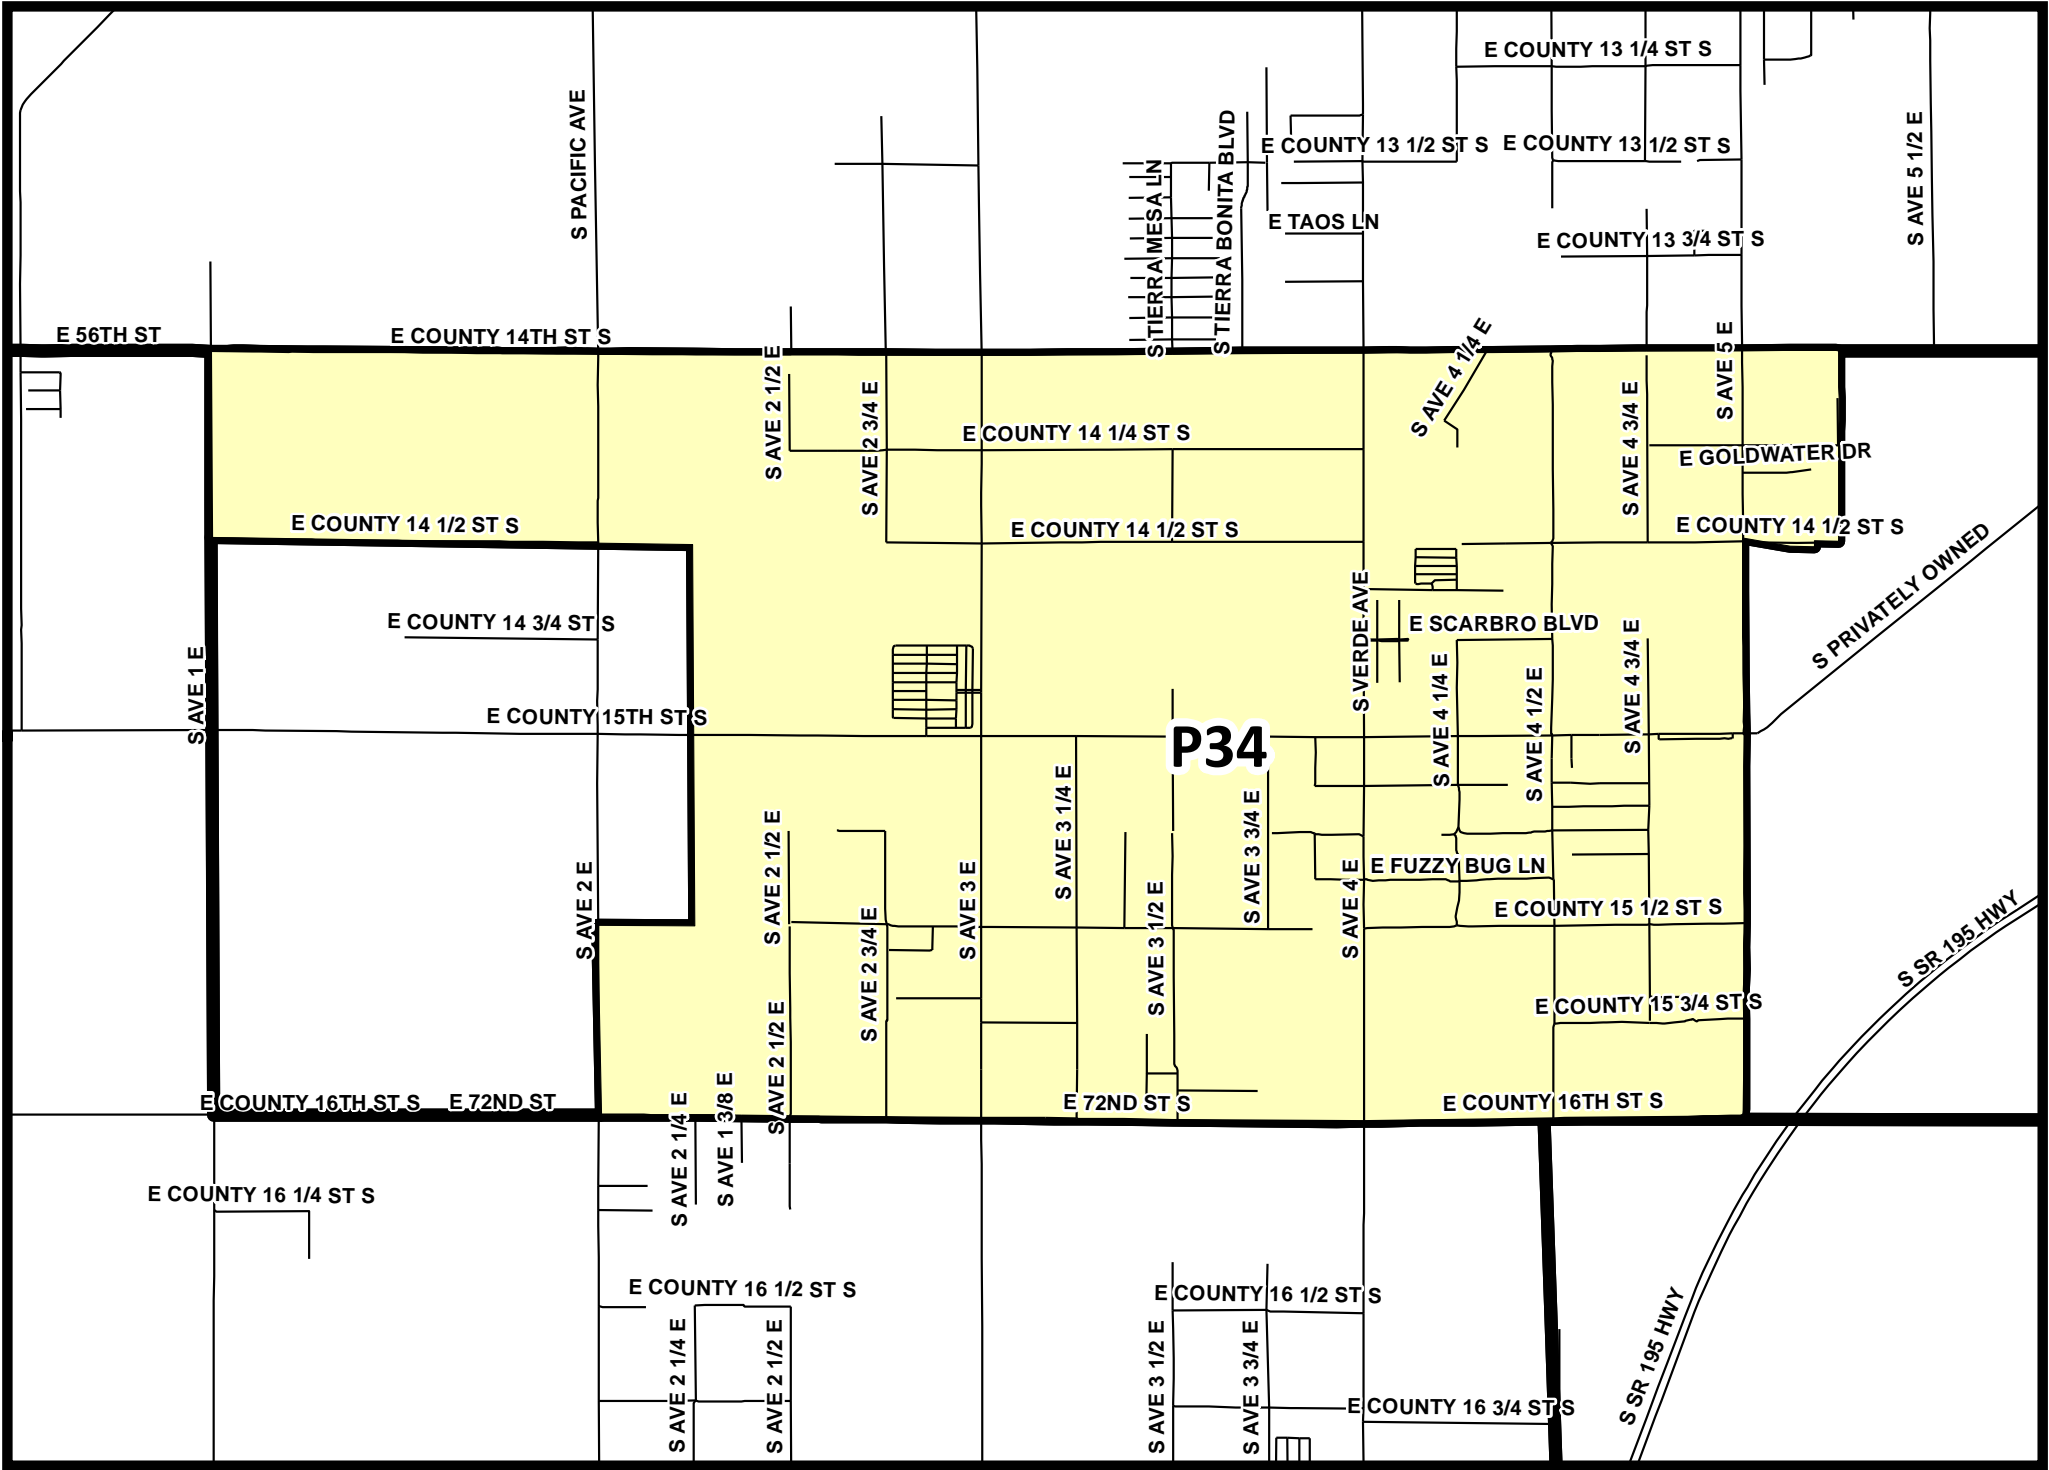 E COUNTY 13 1/4 ST S
S PACIFIC AVE
S AVE 5 1/2 E
S TIERRA BONITA BLVD
E COUNTY 13 1/2 ST S
E COUNTY 13 1/2 ST S
S TIERRA MESA LN
E TAOS LN
E COUNTY 13 3/4 ST S
E 56TH ST
E COUNTY 14TH ST S
S AVE 2 1/2 E
S AVE 2 3/4 E
S AVE 4 1/4 E
S AVE 4 3/4 E
S AVE 5 E
E COUNTY 14 1/4 ST S
E GOLDWATER DR
E COUNTY 14 1/2 ST S
E COUNTY 14 1/2 ST S
E COUNTY 14 1/2 ST S
S PRIVATELY OWNED
E COUNTY 14 3/4 ST S
S VERDE AVE
E SCARBRO BLVD
S AVE 1 E
S AVE 4 1/4 E
S AVE 4 1/2 E
S AVE 4 3/4 E
E COUNTY 15TH ST S
P34
S AVE 3 1/4 E
S AVE 3 3/4 E
S AVE 2 1/2 E
S AVE 2 E
S AVE 3 E
S AVE 4 E
E FUZZY BUG LN
S AVE 3 1/2 E
S AVE 2 3/4 E
E COUNTY 15 1/2 ST S
S SR 195 HWY
S AVE 2 1/2 E
E COUNTY 15 3/4 ST S
E COUNTY 16TH ST S
E 72ND ST
E 72ND ST S
E COUNTY 16TH ST S
S AVE 2 1/4 E
S AVE 1 3/8 E
E COUNTY 16 1/4 ST S
E COUNTY 16 1/2 ST S
E COUNTY 16 1/2 ST S
S AVE 2 1/4 E
S AVE 2 1/2 E
S AVE 3 1/2 E
S AVE 3 3/4 E
S SR 195 HWY
E COUNTY 16 3/4 ST S